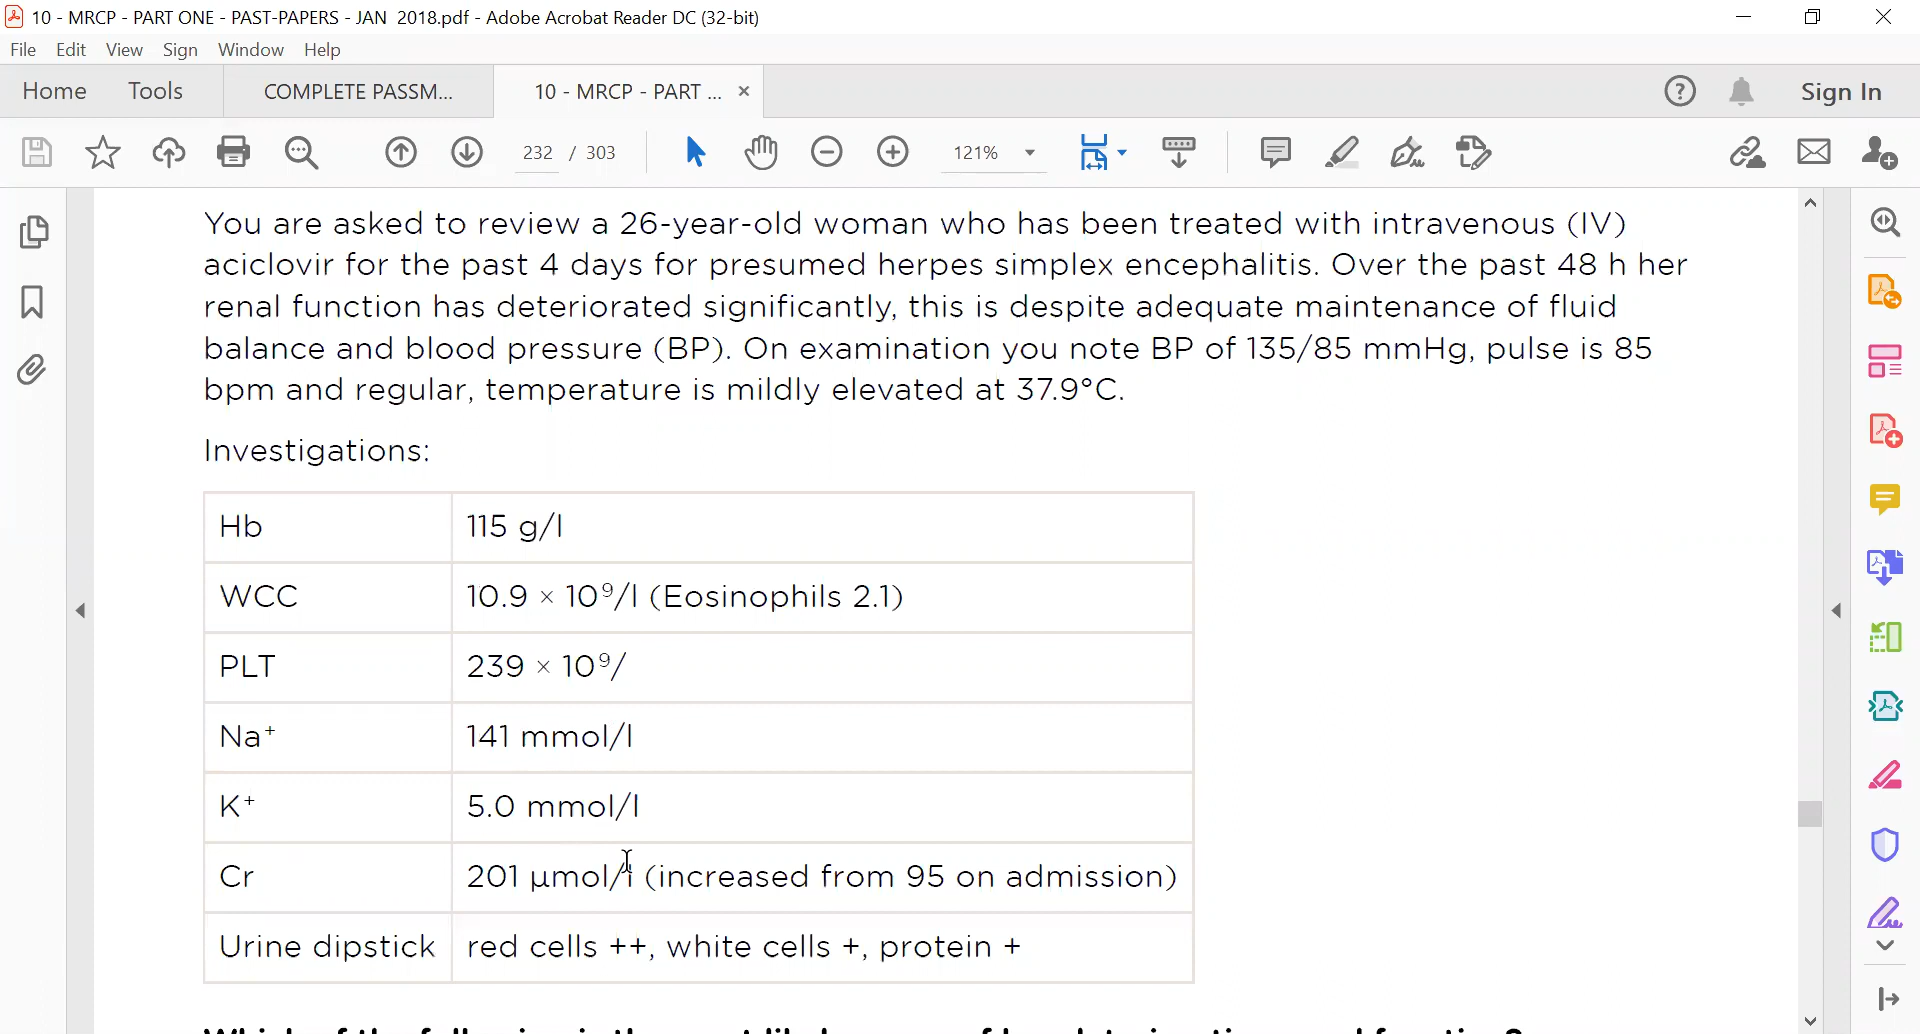 10 - MRCP - PART ONE - PAST-PAPERS - JAN 2018.pdf - Adobe Acrobat Reader DC (32-bit)
File Edit View Sign Window Help
Home Tools COMPLETE PASSM... 10 - MRCP - PART ... × Sign In
232 / 303 121%
You are asked to review a 26-year-old woman who has been treated with intravenous (IV)
aciclovir for the past 4 days for presumed herpes simplex encephalitis. Over the past 48 h her
renal function has deteriorated significantly, this is despite adequate maintenance of fluid
balance and blood pressure (BP). On examination you note BP of 135/85 mmHg, pulse is 85
bpm and regular, temperature is mildly elevated at 37.9°C.
Investigations:
Hb 115 g/l
WCC 10.9 × 10⁹/l (Eosinophils 2.1)
PLT 239 × 10⁹/
Na⁺ 141 mmol/l
K⁺ 5.0 mmol/l
Cr 201 µmol/l (increased from 95 on admission)
Urine dipstick red cells ++, white cells +, protein +